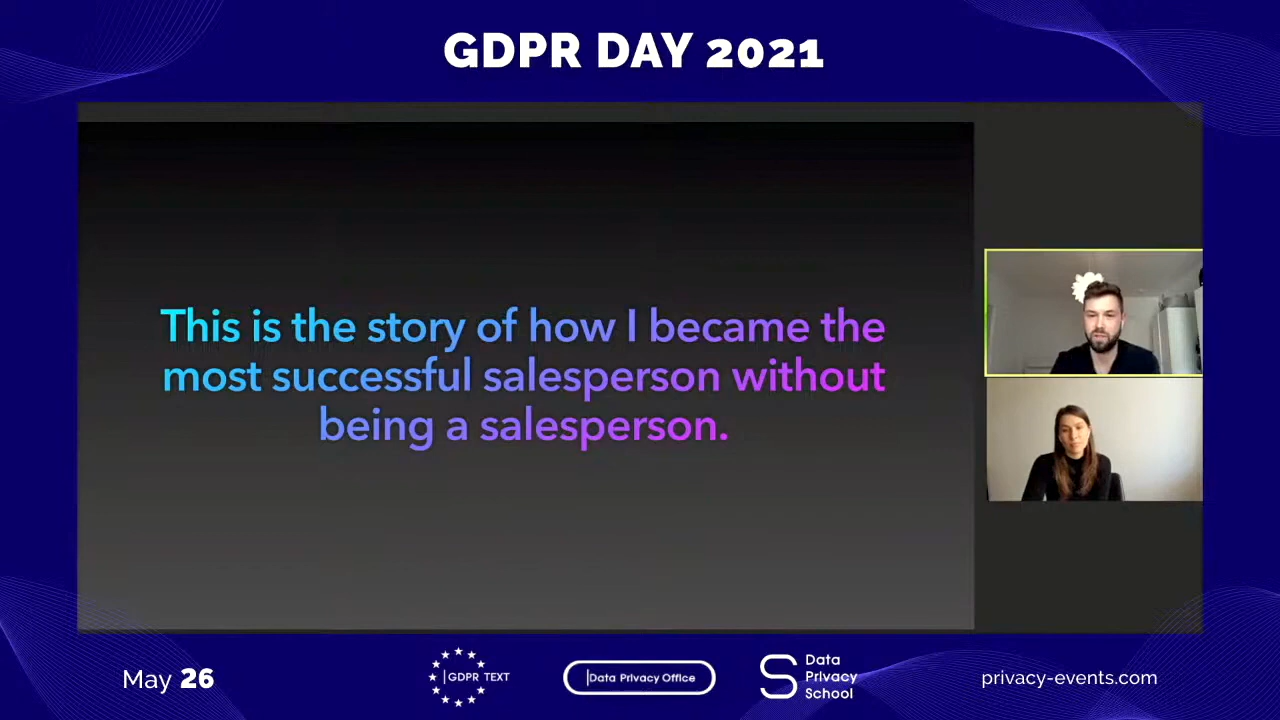 GDPR DAY 2021
This is the story of how I became the
most successful salesperson without
being a salesperson.
May 26
GDPR TEXT
Data Privacy Office
Data
Privacy
School
privacy-events.com